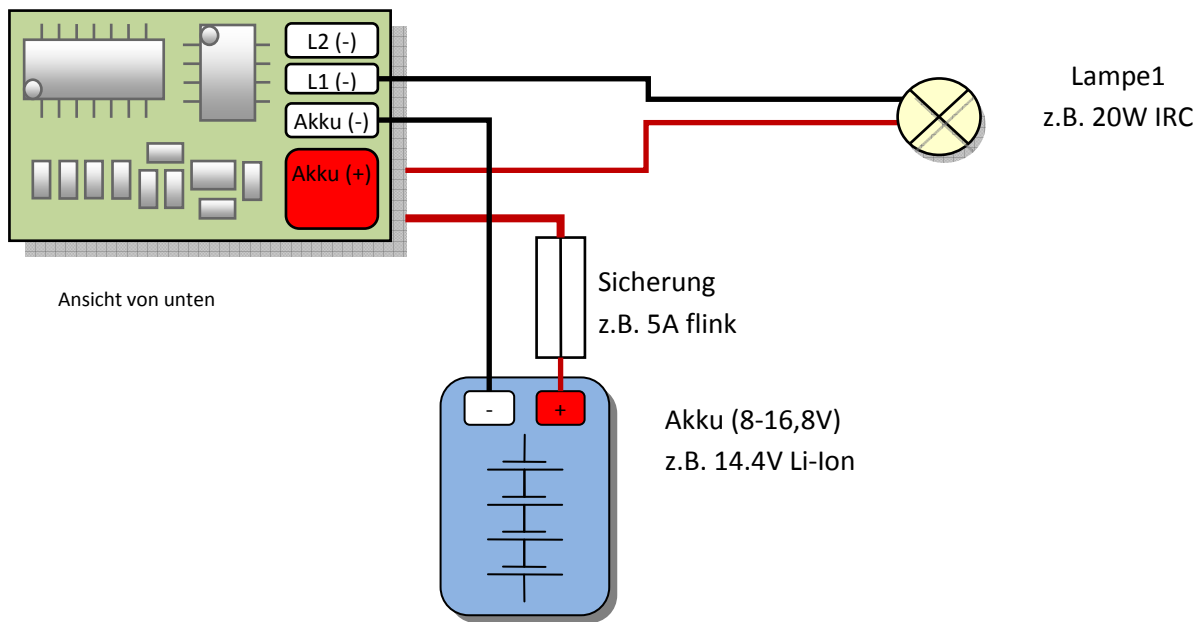 L2 (-)
L1 (-)
Akku (-)
Akku (+)
Lampe1
z.B. 20W IRC
Ansicht von unten
Sicherung
z.B. 5A flink
-
+
Akku (8-16,8V)
z.B. 14.4V Li-Ion